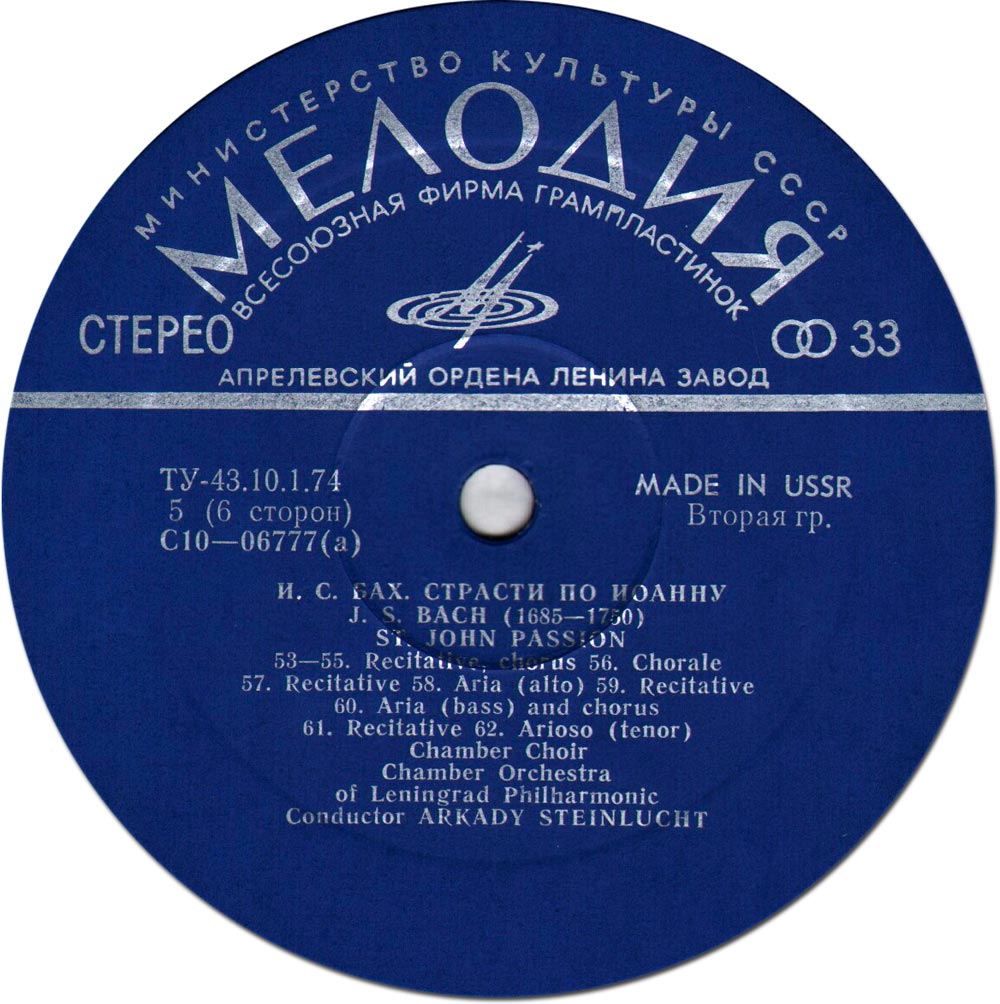 МИНИСТЕРСТВО КУЛЬТУРЫ СССР
МЕЛОДИЯ
ВСЕСОЮЗНАЯ ФИРМА ГРАМПЛАСТИНОК
СТЕРЕО
33
АПРЕЛЕВСКИЙ ОРДЕНА ЛЕНИНА ЗАВОД
ТУ-43.10.1.74
5 (6 сторон)
С10—06777(а)
MADE IN USSR
Вторая гр.
И. С. БАХ. СТРАСТИ ПО ИОАННУ
J. S. BACH (1685—1750)
ST. JOHN PASSION
53—55. Recitative, chorus 56. Chorale
57. Recitative 58. Aria (alto) 59. Recitative
60. Aria (bass) and chorus
61. Recitative 62. Arioso (tenor)
Chamber Choir
Chamber Orchestra
of Leningrad Philharmonic
Conductor ARKADY STEINLUCHT